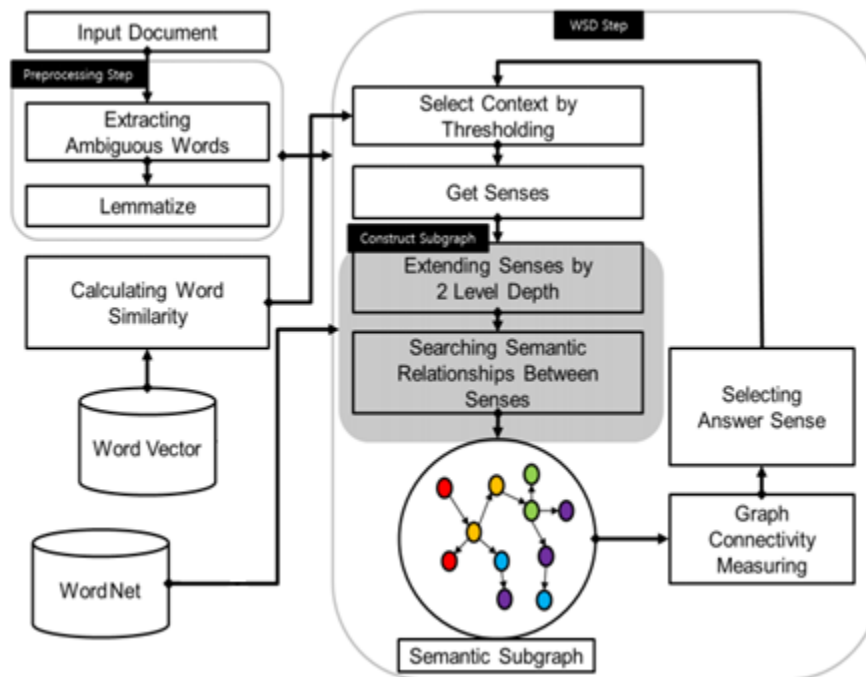 Input Document
Preprocessing Step
Extracting
Ambiguous Words
Lemmatize
Calculating Word
Similarity
Word Vector
WordNet
WSD Step
Select Context by
Thresholding
Get Senses
Construct Subgraph
Extending Senses by
2 Level Depth
Searching Semantic
Relationships Between
Senses
Semantic Subgraph
Graph
Connectivity
Measuring
Selecting
Answer Sense